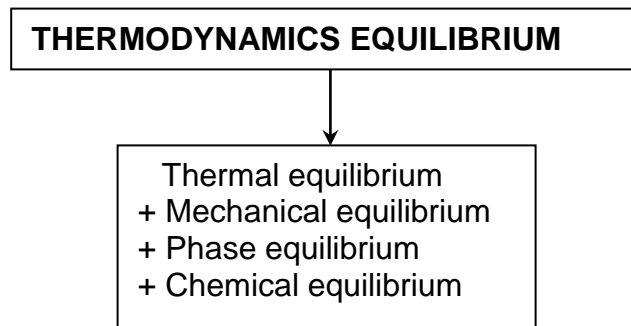 THERMODYNAMICS EQUILIBRIUM
Thermal equilibrium
+ Mechanical equilibrium
+ Phase equilibrium
+ Chemical equilibrium